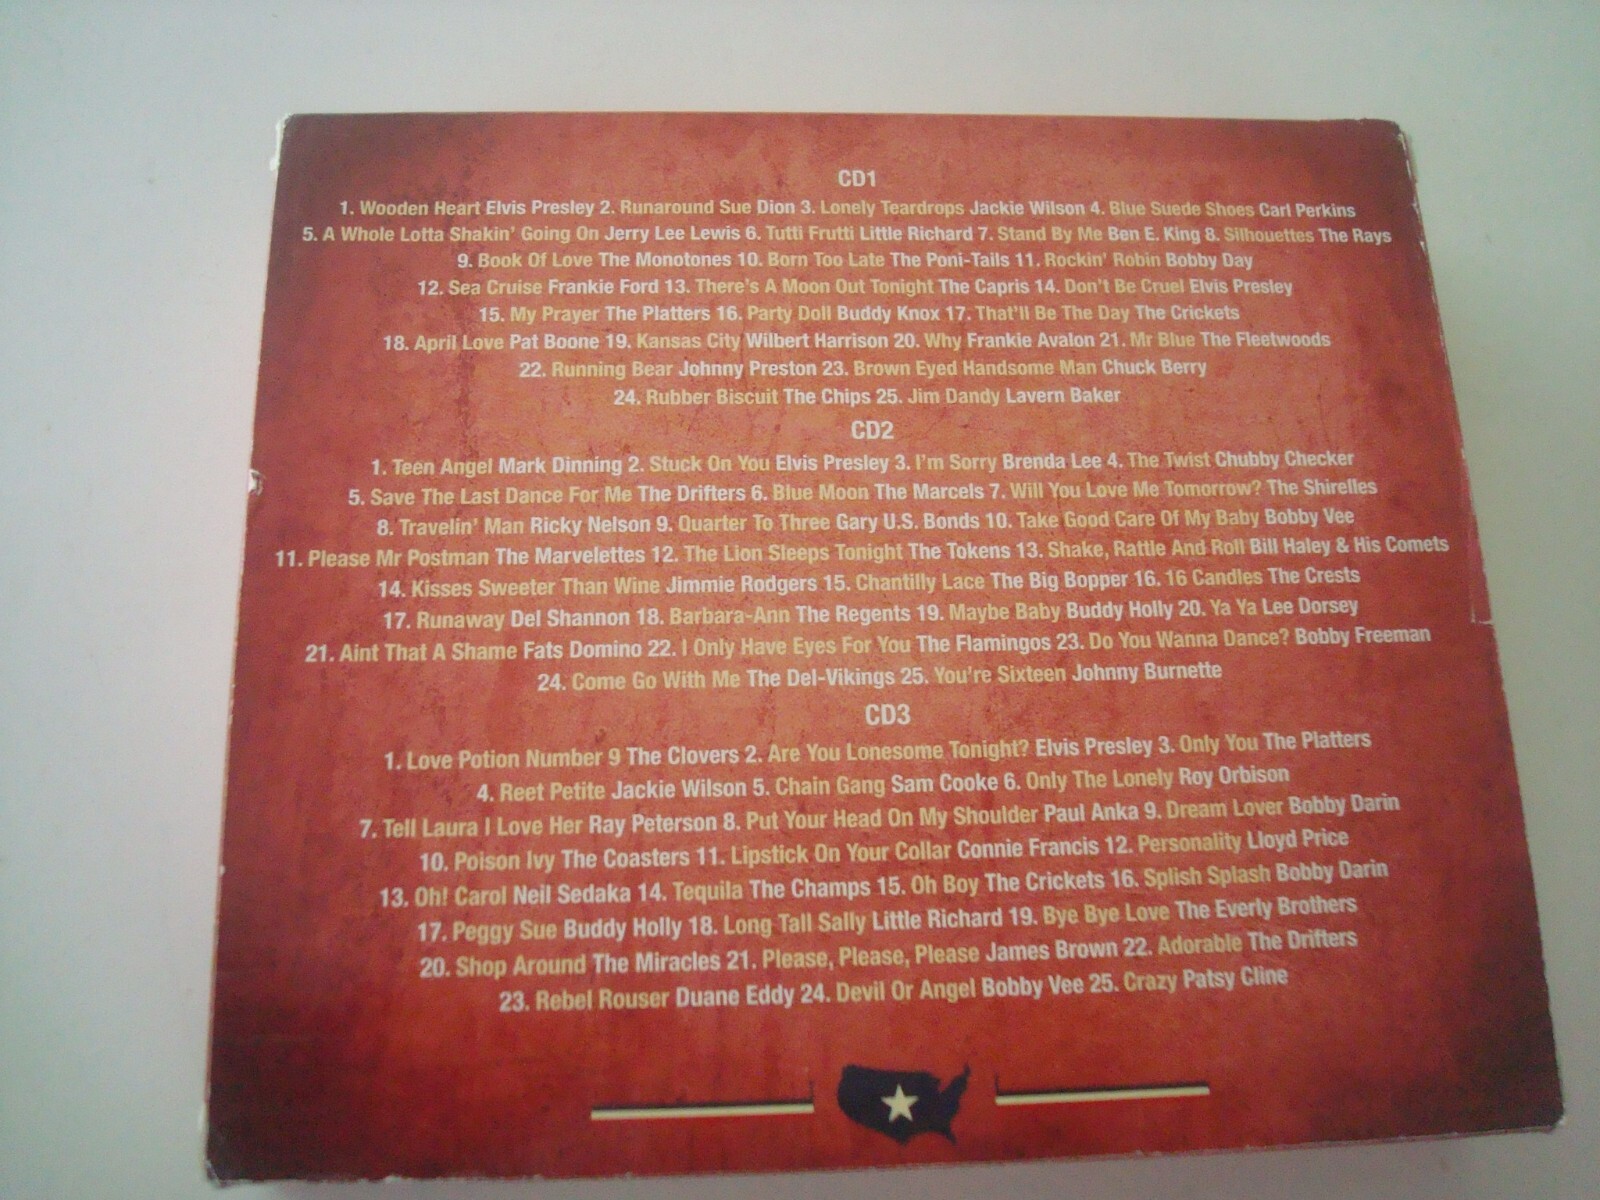 CD1
1. Wooden Heart Elvis Presley 2. Runaround Sue Dion 3. Lonely Teardrops Jackie Wilson 4. Blue Suede Shoes Carl Perkins
5. A Whole Lotta Shakin' Going On Jerry Lee Lewis 6. Tutti Frutti Little Richard 7. Stand By Me Ben E. King 8. Silhouettes The Rays
9. Book Of Love The Monotones 10. Born Too Late The Poni-Tails 11. Rockin' Robin Bobby Day
12. Sea Cruise Frankie Ford 13. There's A Moon Out Tonight The Capris 14. Don't Be Cruel Elvis Presley
15. My Prayer The Platters 16. Party Doll Buddy Knox 17. That'll Be The Day The Crickets
18. April Love Pat Boone 19. Kansas City Wilbert Harrison 20. Why Frankie Avalon 21. Mr Blue The Fleetwoods
22. Running Bear Johnny Preston 23. Brown Eyed Handsome Man Chuck Berry
24. Rubber Biscuit The Chips 25. Jim Dandy Lavern Baker
CD2
1. Teen Angel Mark Dinning 2. Stuck On You Elvis Presley 3. I'm Sorry Brenda Lee 4. The Twist Chubby Checker
5. Save The Last Dance For Me The Drifters 6. Blue Moon The Marcels 7. Will You Love Me Tomorrow? The Shirelles
8. Travelin' Man Ricky Nelson 9. Quarter To Three Gary U.S. Bonds 10. Take Good Care Of My Baby Bobby Vee
11. Please Mr Postman The Marvelettes 12. The Lion Sleeps Tonight The Tokens 13. Shake, Rattle And Roll Bill Haley & His Comets
14. Kisses Sweeter Than Wine Jimmie Rodgers 15. Chantilly Lace The Big Bopper 16. 16 Candles The Crests
17. Runaway Del Shannon 18. Barbara-Ann The Regents 19. Maybe Baby Buddy Holly 20. Ya Ya Lee Dorsey
21. Aint That A Shame Fats Domino 22. I Only Have Eyes For You The Flamingos 23. Do You Wanna Dance? Bobby Freeman
24. Come Go With Me The Del-Vikings 25. You're Sixteen Johnny Burnette
CD3
1. Love Potion Number 9 The Clovers 2. Are You Lonesome Tonight? Elvis Presley 3. Only You The Platters
4. Reet Petite Jackie Wilson 5. Chain Gang Sam Cooke 6. Only The Lonely Roy Orbison
7. Tell Laura I Love Her Ray Peterson 8. Put Your Head On My Shoulder Paul Anka 9. Dream Lover Bobby Darin
10. Poison Ivy The Coasters 11. Lipstick On Your Collar Connie Francis 12. Personality Lloyd Price
13. Oh! Carol Neil Sedaka 14. Tequila The Champs 15. Oh Boy The Crickets 16. Splish Splash Bobby Darin
17. Peggy Sue Buddy Holly 18. Long Tall Sally Little Richard 19. Bye Bye Love The Everly Brothers
20. Shop Around The Miracles 21. Please, Please, Please James Brown 22. Adorable The Drifters
23. Rebel Rouser Duane Eddy 24. Devil Or Angel Bobby Vee 25. Crazy Patsy Cline